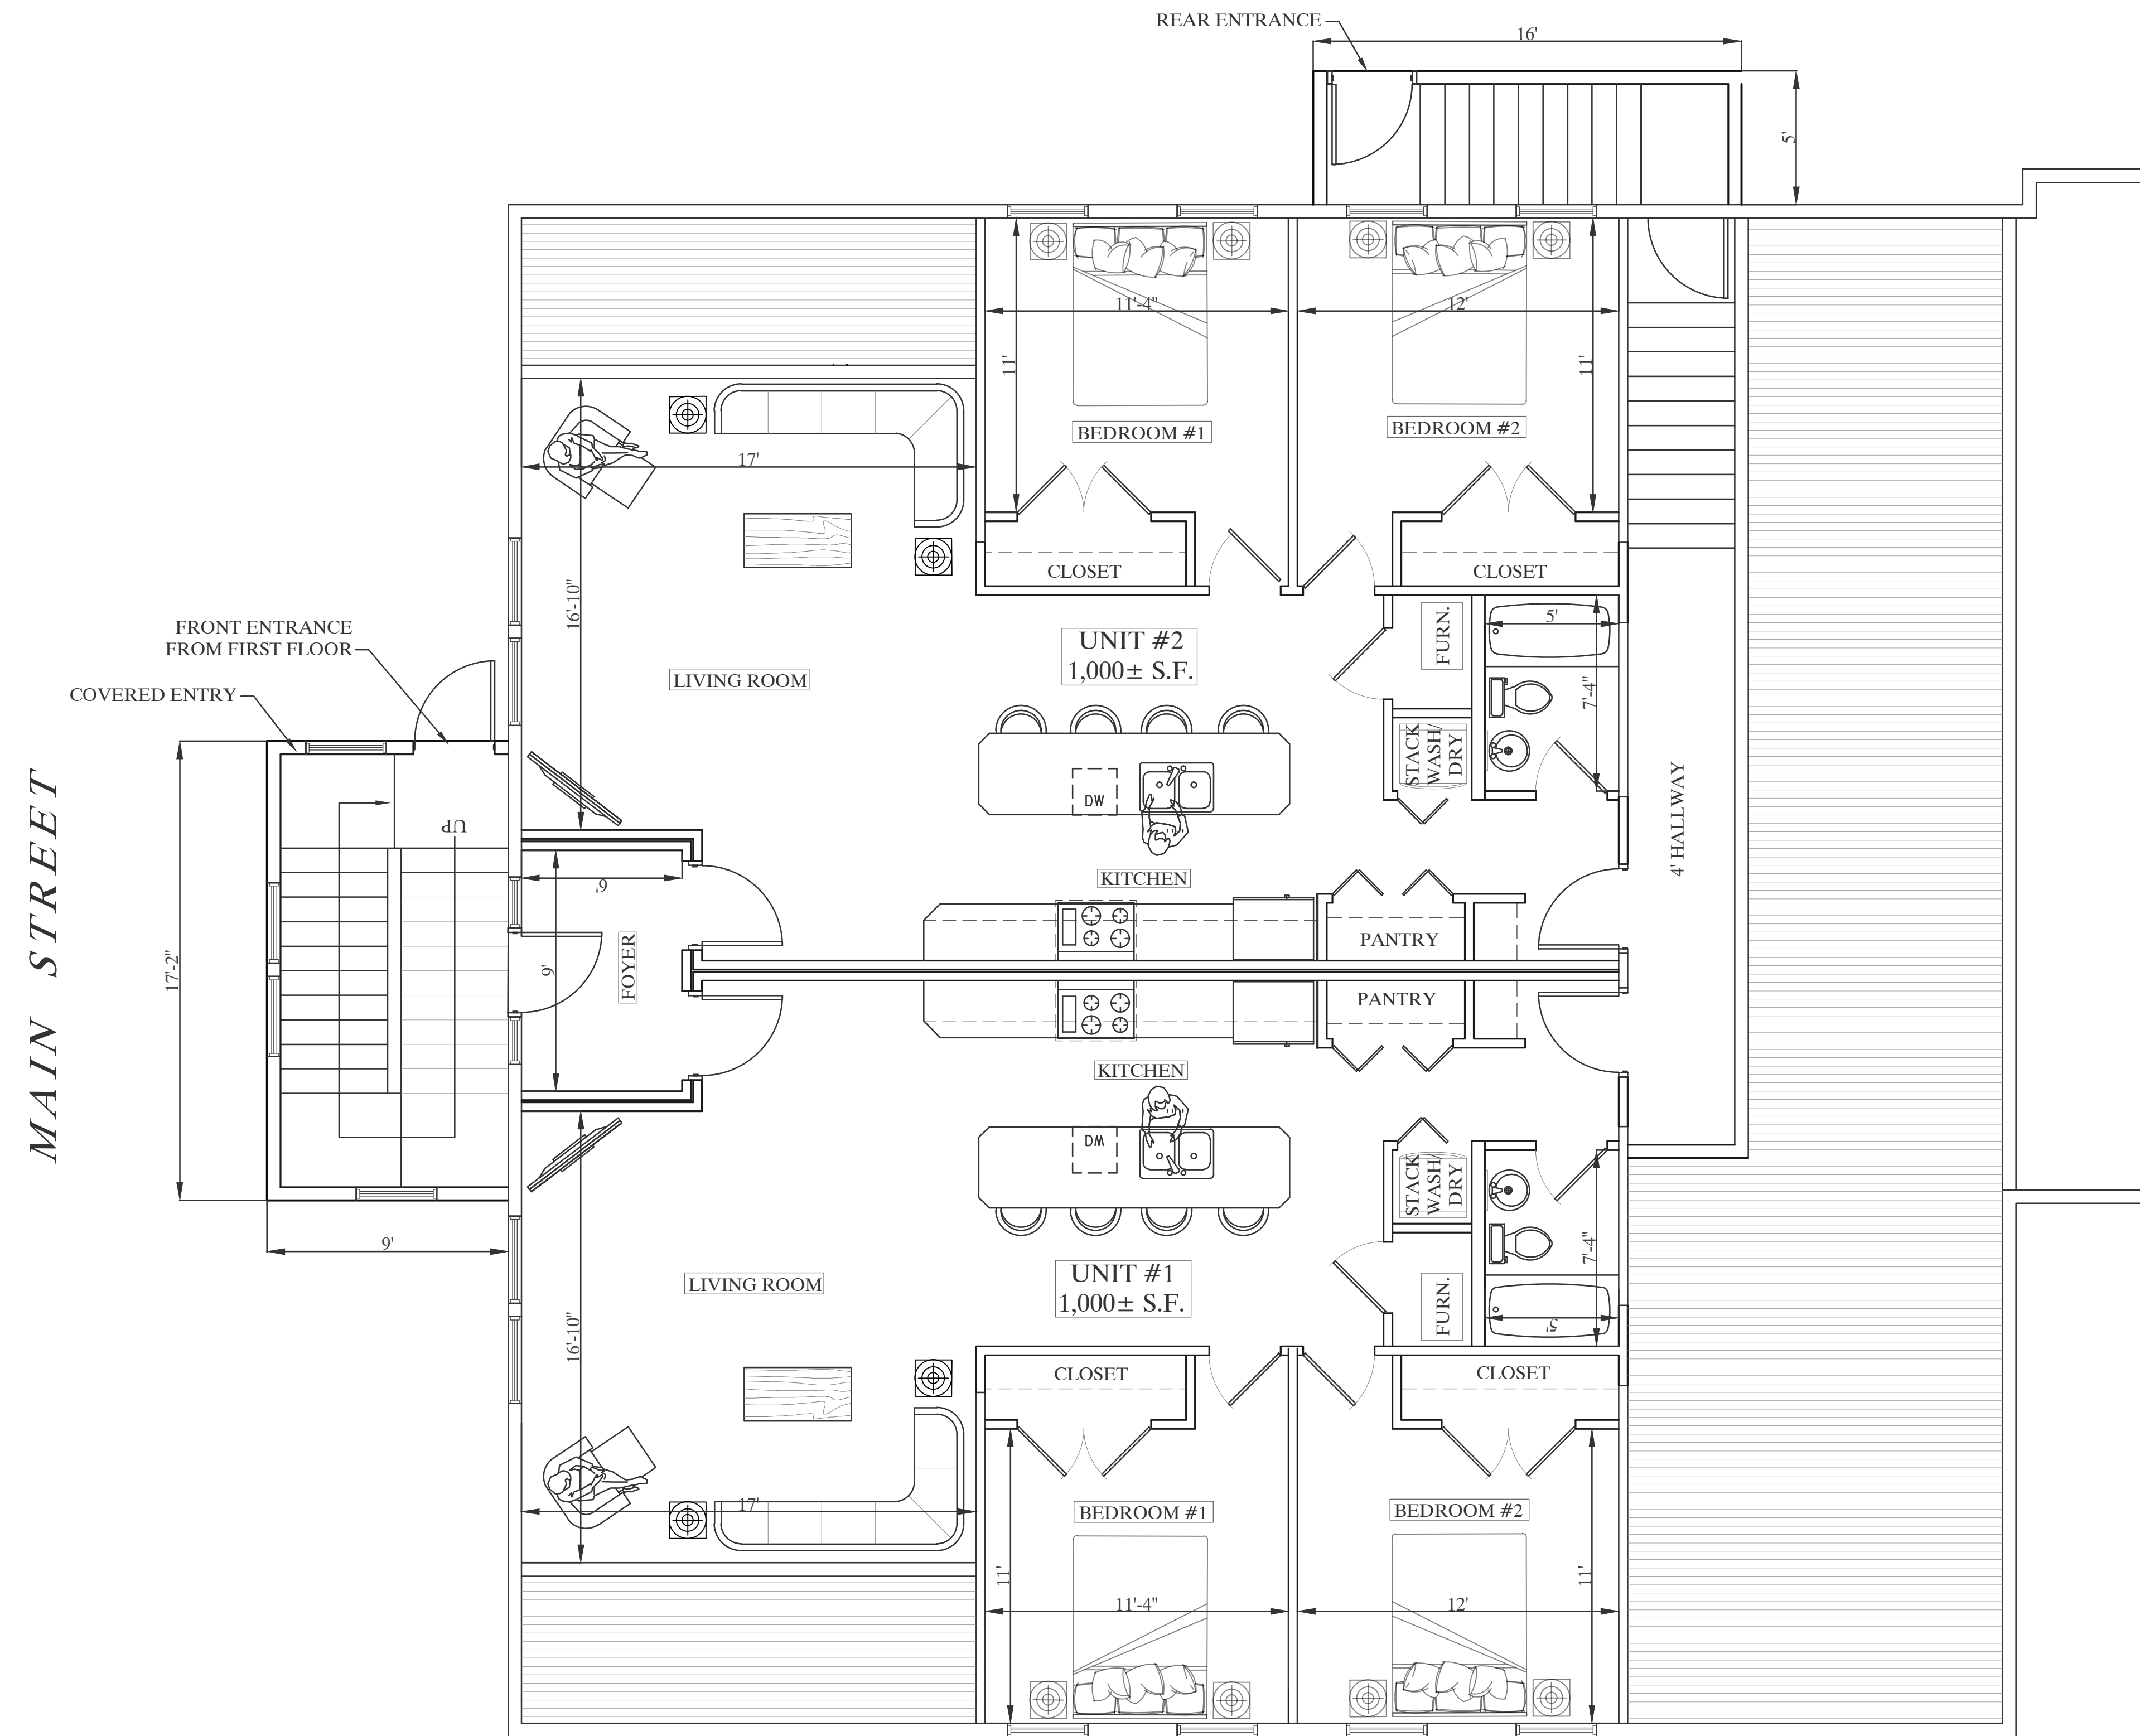 REAR ENTRANCE
16'
5'
11'-4"
12'
11'
11'
BEDROOM #1
BEDROOM #2
17'
16'-10"
CLOSET
CLOSET
FRONT ENTRANCE
FROM FIRST FLOOR
COVERED ENTRY
LIVING ROOM
UNIT #2
1,000± S.F.
FURN.
5'
7'-4"
STACK
WASH/
DRY
DW
UP
4' HALLWAY
MAIN STREET
17'-2"
6'
KITCHEN
FOYER
9'
PANTRY
PANTRY
KITCHEN
DW
STACK
WASH/
DRY
7'-4"
9'
LIVING ROOM
UNIT #1
1,000± S.F.
FURN.
5'
16'-10"
CLOSET
CLOSET
17'
BEDROOM #1
BEDROOM #2
11'
11'
11'-4"
12'